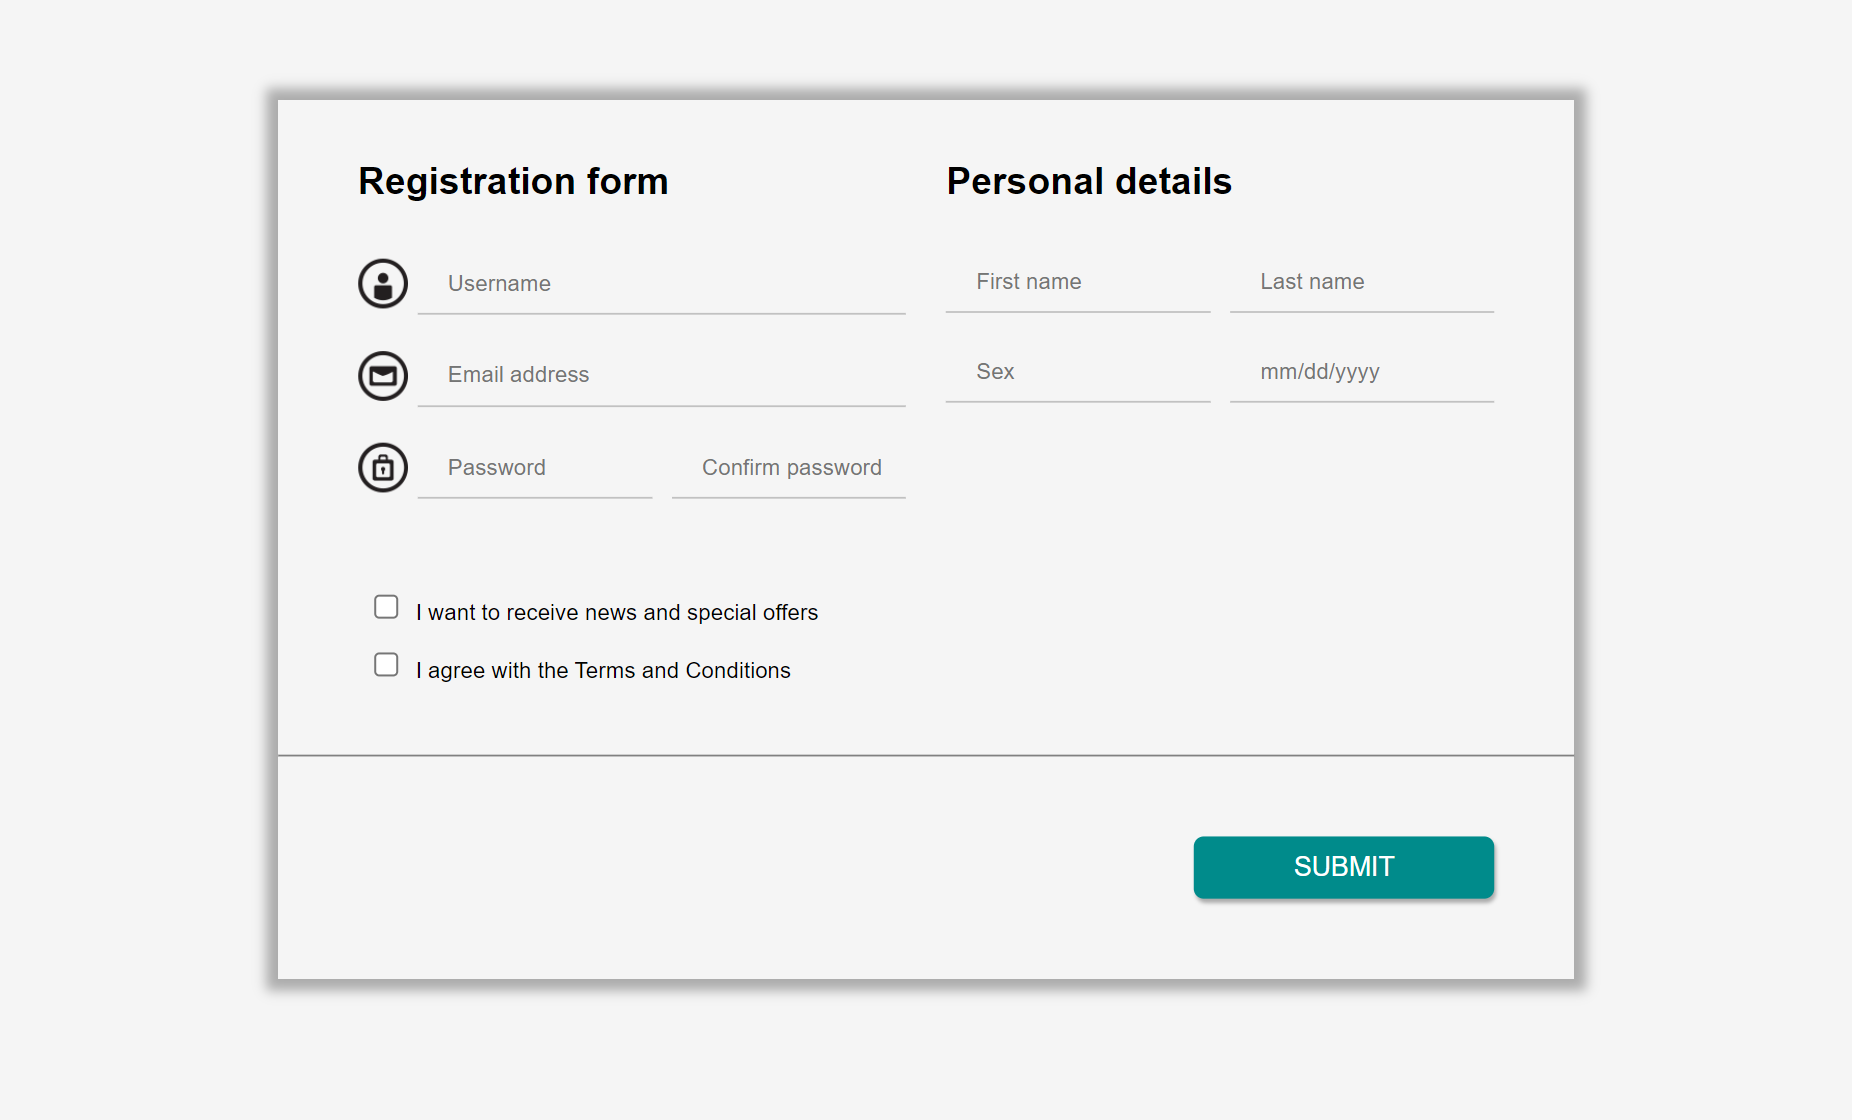 Registration form
Username
Email address
Password Confirm password
I want to receive news and special offers
I agree with the Terms and Conditions
Personal details
First name Last name
Sex mm/dd/yyyy
SUBMIT